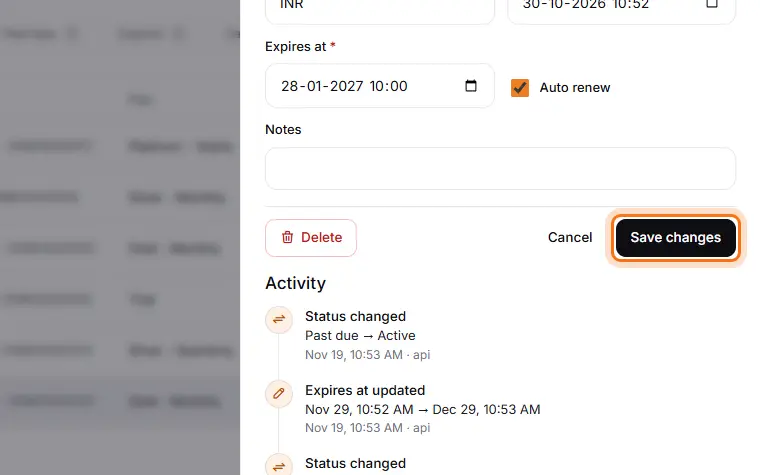 INR
30-10-2026 10:52
Expires at *
28-01-2027 10:00
Auto renew
Notes
Delete
Cancel
Save changes
Activity
Status changed
Past due → Active
Nov 19, 10:53 AM · api
Expires at updated
Nov 29, 10:52 AM → Dec 29, 10:53 AM
Nov 19, 10:53 AM · api
Status changed